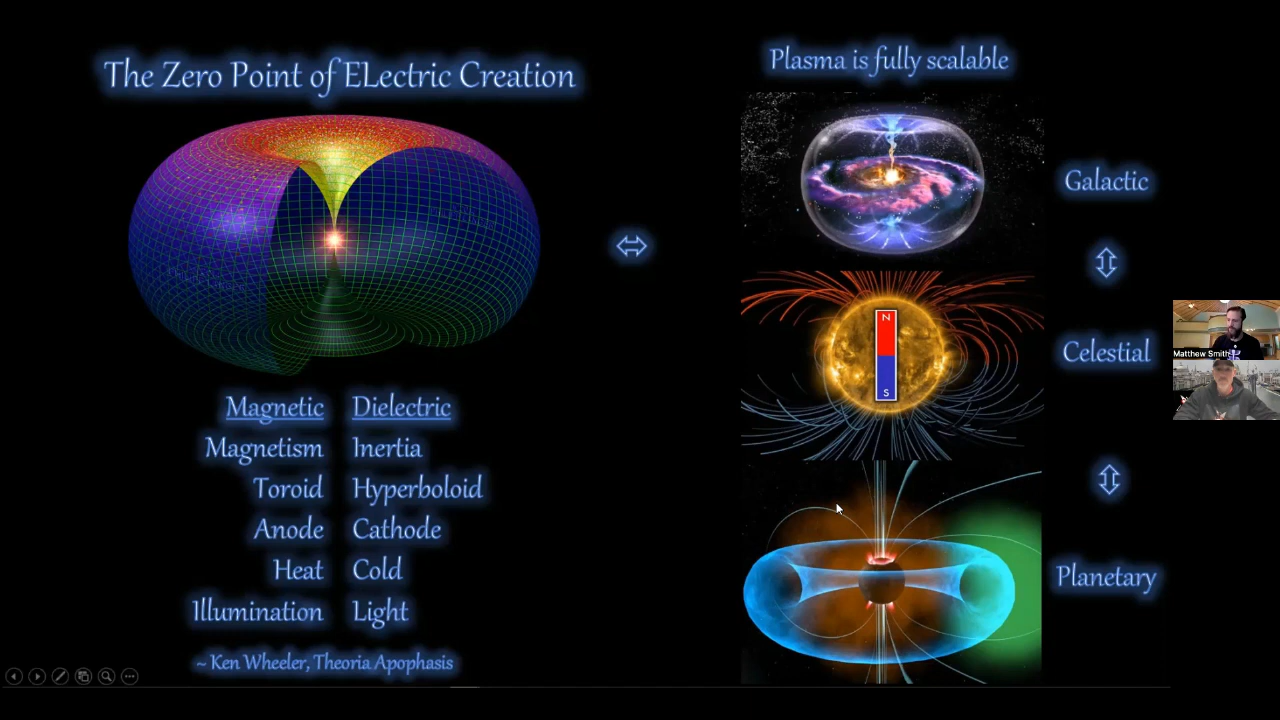 The Zero Point of ELectric Creation
Magnetic Dielectric
Magnetism Inertia
Toroid Hyperboloid
Anode Cathode
Heat Cold
Illumination Light
~ Ken Wheeler, Theoria Apophasis
Plasma is fully scalable
Galactic
N
S
Celestial
Planetary
Matthew Smith